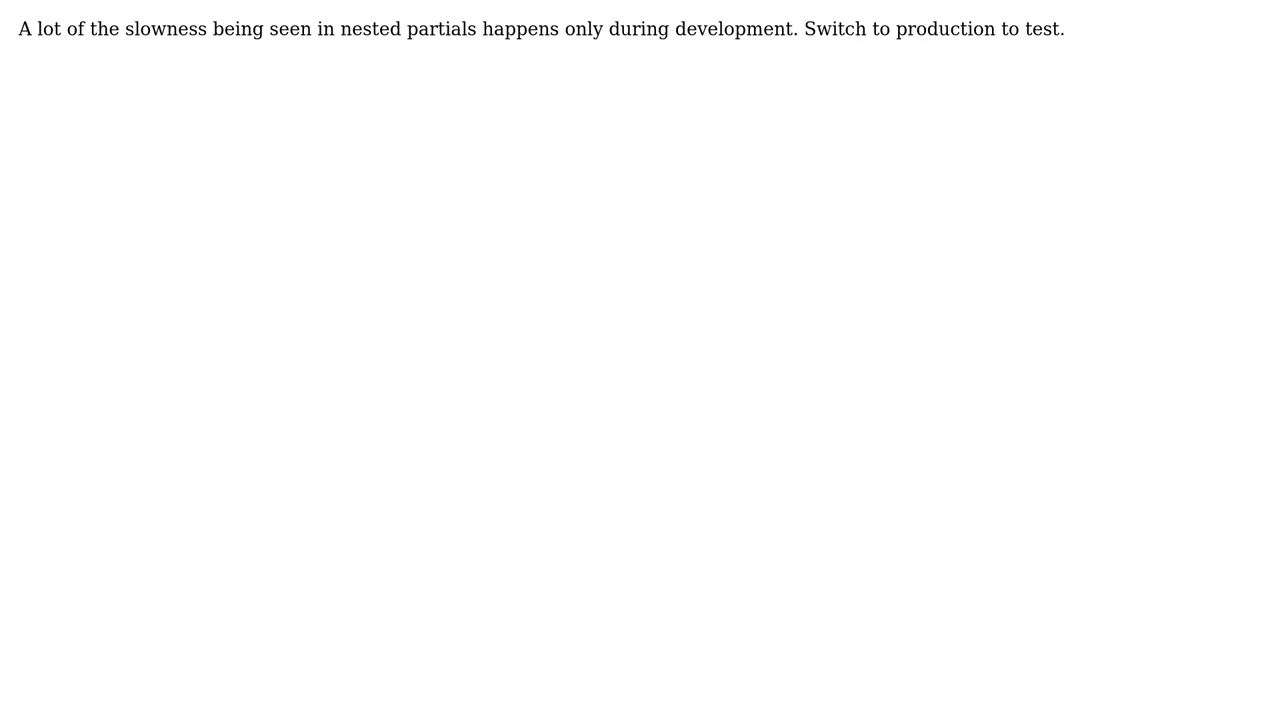 A lot of the slowness being seen in nested partials happens only during development. Switch to production to test.